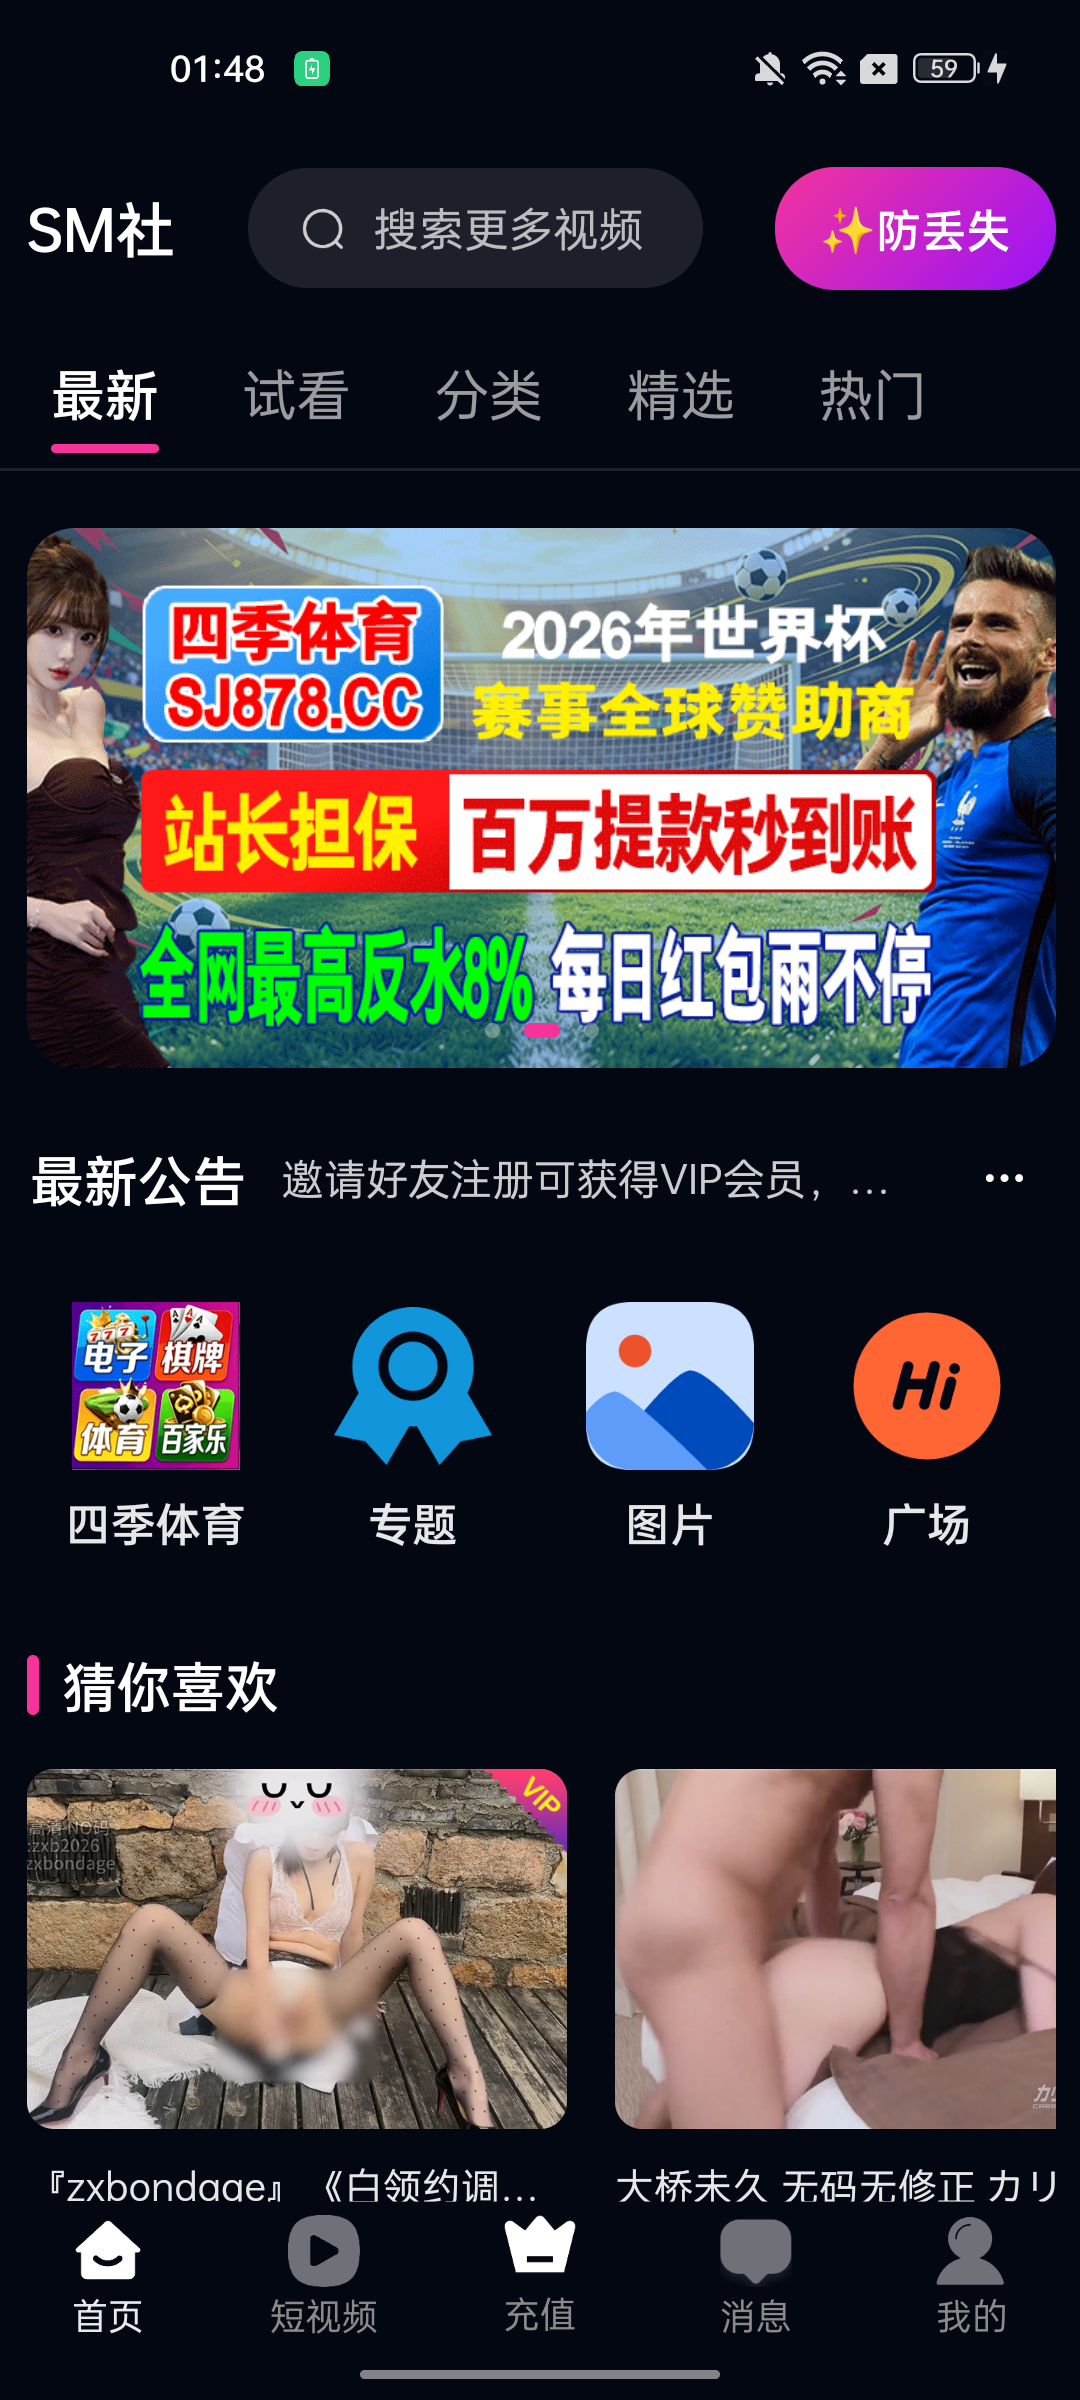 01:48
59
SM社
搜索更多视频
✨防丢失
最新
试看
分类
精选
热门
四季体育
SJ878.CC
2026年世界杯
赛事全球赞助商
站长担保
百万提款秒到账
全网最高反水8%
每日红包雨不停
最新公告
邀请好友注册可获得VIP会员，...
电子
棋牌
体育
百家乐
Hi
四季体育
专题
图片
广场
猜你喜欢
VIP
高清 NO码
:zxb2026
zxbondage
『zxbondage』 《白领约调...
大桥未久 无码无修正 カリ
首页
短视频
充值
消息
我的